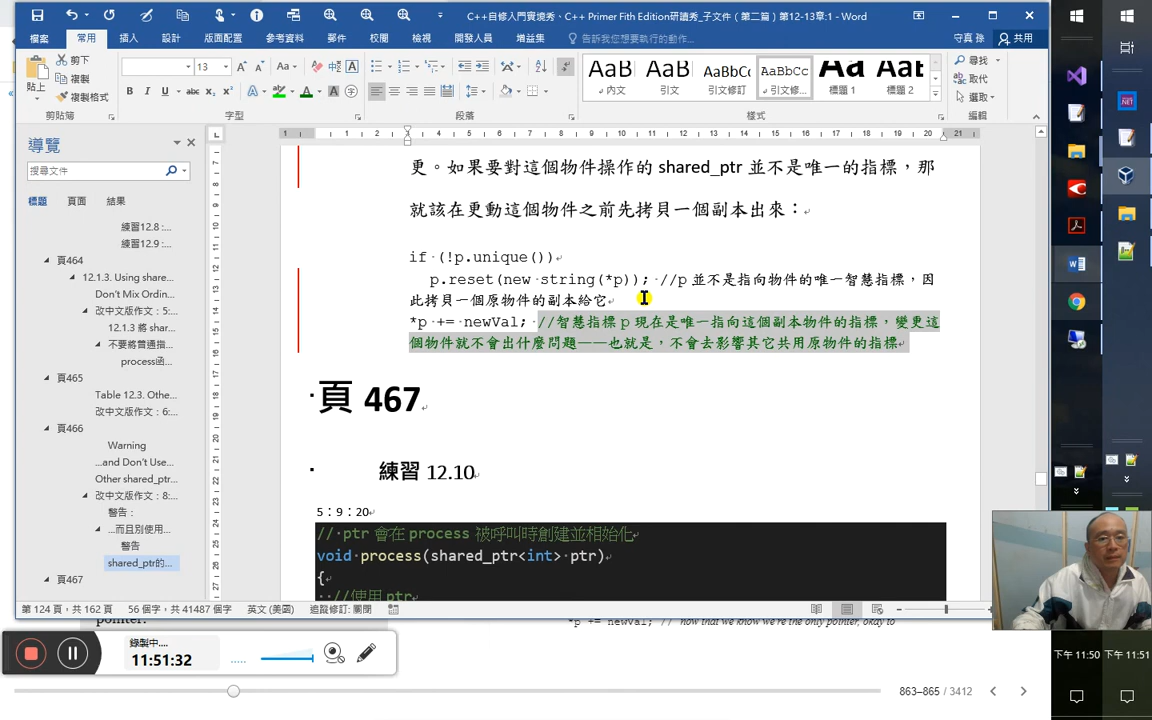 C++自修入門實境秀、C++ Primer Fith Edition研讀秀_子文件（第二篇）第12-13章:1 - Word
檔案 常用 插入 設計 版面配置 參考資料 郵件 校閱 檢視 開發人員 增益集 告訴我您想要執行的動作... 守真 孫 共用
貼上 剪下 複製 複製格式
13
AaB 內文 AaB 引文 AaBbCc 引文修訂 AaBbCc 引文修... Aa 標題 1 Aat 標題 2
尋找 取代 選取
剪貼簿 字型 段落 樣式 編輯
導覽
搜尋文件
標題 頁面 結果
練習12.8 :...
練習12.9 :...
頁464
12.1.3. Using share...
Don't Mix Ordin...
改中文版作文：5:...
12.1.3 將 shar...
不要將普通指...
process函...
頁465
Table 12.3. Othe...
改中文版作文：6:...
頁466
Warning
...and Don't Use...
Other shared_ptr...
改中文版作文：8:...
警告：
...而且別使用...
警告
shared_ptr的...
頁467
更。如果要對這個物件操作的 shared_ptr 並不是唯一的指標，那
就該在更動這個物件之前先拷貝一個副本出來：
if (!p.unique())
p.reset(new string(*p)); //p 並不是指向物件的唯一智慧指標，因
此拷貝一個原物件的副本給它
*p += newVal; //智慧指標 p 現在是唯一指向這個副本物件的指標，變更這
個物件就不會出什麼問題——也就是，不會去影響其它共用原物件的指標
頁 467
練習 12.10
5：9：20
// ptr 會在 process 被呼叫時創建並相始化
void process(shared_ptr<int> ptr)
{
//使用 ptr
第 124 頁，共 162 頁 56 個字，共 41487 個字 英文 (美國) 追蹤修訂: 關閉
pointer.
*p += newVal; // now that we know we're the only pointer, okay to
錄製中....
11:51:32
863–865 / 3412
下午 11:50 下午 11:51